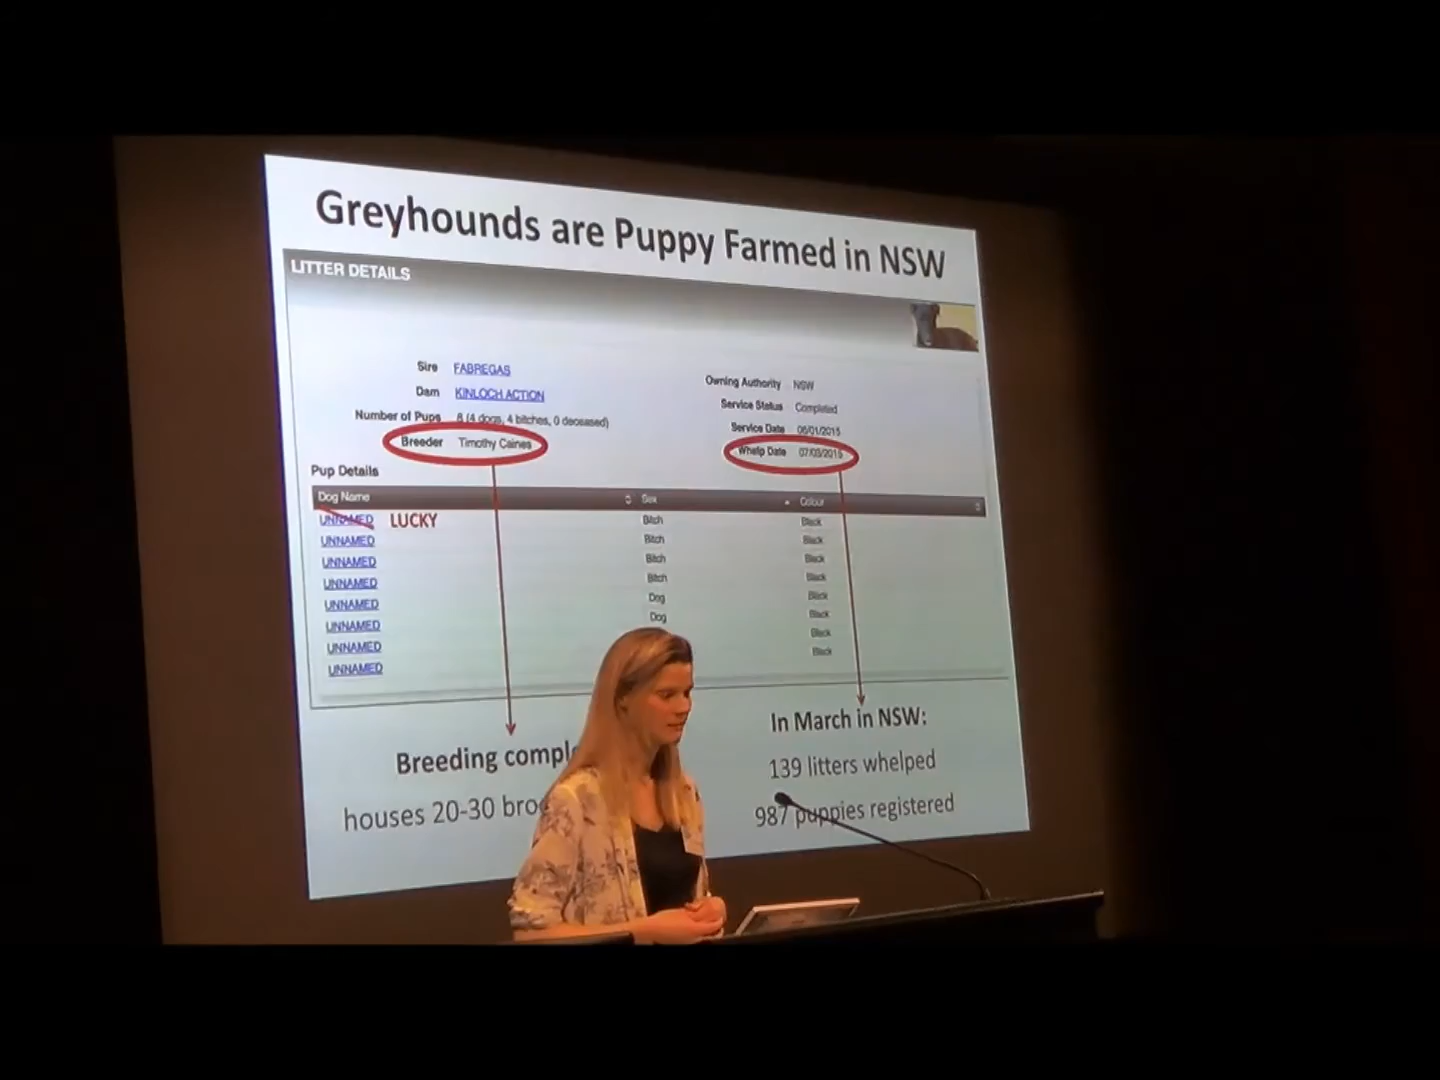 Greyhounds are Puppy Farmed in NSW
LITTER DETAILS
Sire FABREGAS
Dam KINLOCH ACTION
Number of Pups 8 (4 dogs, 4 bitches, 0 deceased)
Breeder Timothy Caines
Owning Authority NSW
Service Status Completed
Service Date 06/01/2015
Whelp Date 07/03/2015
Pup Details
Dog Name Sex Colour
UNNAMED LUCKY Bitch Black
UNNAMED Bitch Black
UNNAMED Bitch Black
UNNAMED Bitch Black
UNNAMED Dog Black
UNNAMED Dog Black
UNNAMED Black
UNNAMED Black
Breeding
houses 20-30
In March in NSW:
139 litters whelped
987 puppies registered